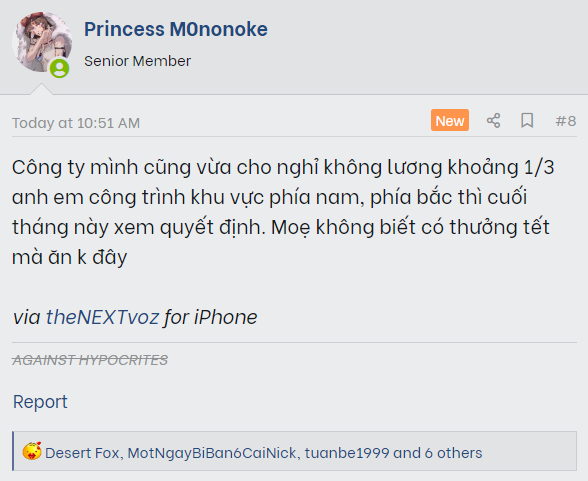 Princess M0nonoke
Senior Member
Today at 10:51 AM
New
#8
Công ty mình cũng vừa cho nghỉ không lương khoảng 1/3
anh em công trình khu vực phía nam, phía bắc thì cuối
tháng này xem quyết định. Moẹ không biết có thưởng tết
mà ăn k đây
via theNEXTvoz for iPhone
AGAINST HYPOCRITES
Report
Desert Fox, MotNgayBiBan6CaiNick, tuanbe1999 and 6 others